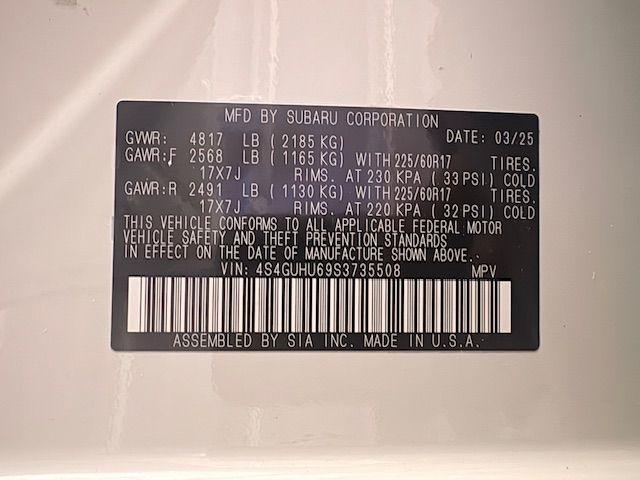 MFD BY SUBARU CORPORATION
GVWR: 4817 LB ( 2185 KG) DATE: 03/25
GAWR:F 2568 LB ( 1165 KG) WITH 225/60R17 TIRES.
17X7J RIMS. AT 230 KPA ( 33 PSI) COLD
GAWR:R 2491 LB ( 1130 KG) WITH 225/60R17 TIRES.
17X7J RIMS. AT 220 KPA ( 32 PSI) COLD
THIS VEHICLE CONFORMS TO ALL APPLICABLE FEDERAL MOTOR
VEHICLE SAFETY AND THEFT PREVENTION STANDARDS
IN EFFECT ON THE DATE OF MANUFACTURE SHOWN ABOVE.
VIN: 4S4GUHU69S3735508 MPV
ASSEMBLED BY SIA INC. MADE IN U.S.A.